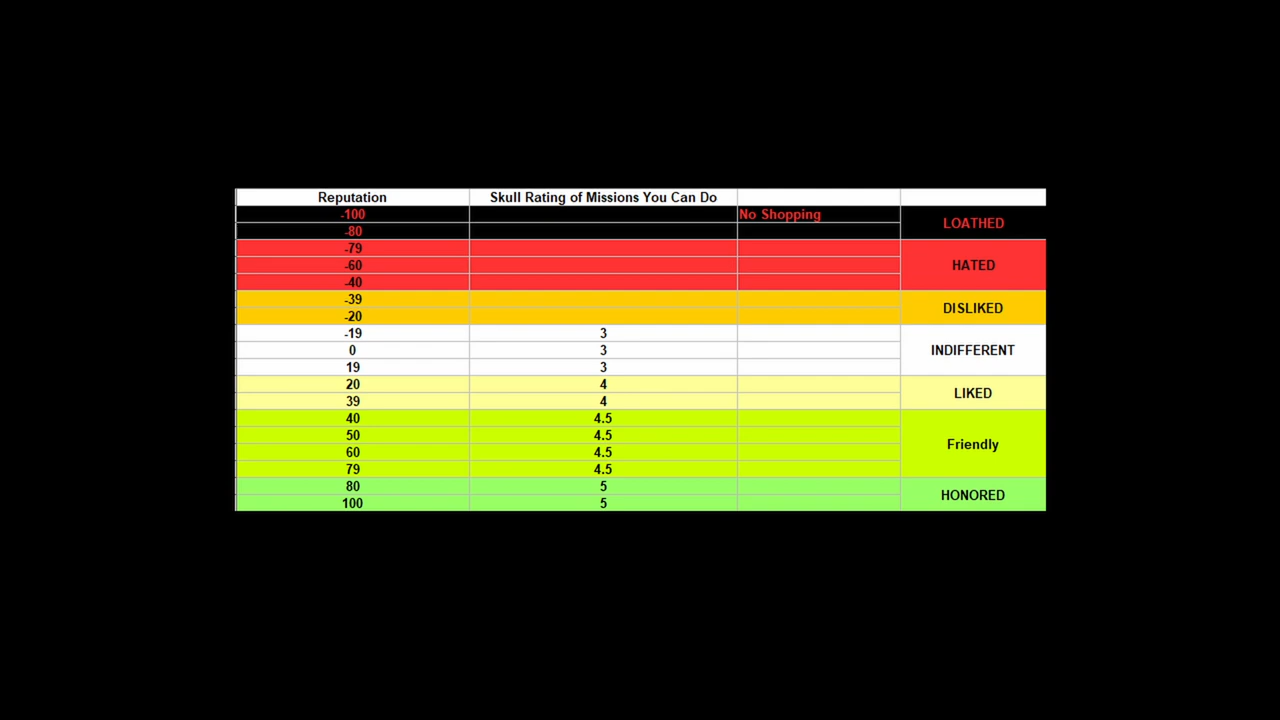 Reputation Skull Rating of Missions You Can Do
-100 No Shopping
LOATHED
-80
-79
-60 HATED
-40
-39
DISLIKED
-20
-19 3
0 3 INDIFFERENT
19 3
20 4
LIKED
39 4
40 4.5
50 4.5
Friendly
60 4.5
79 4.5
80 5
HONORED
100 5